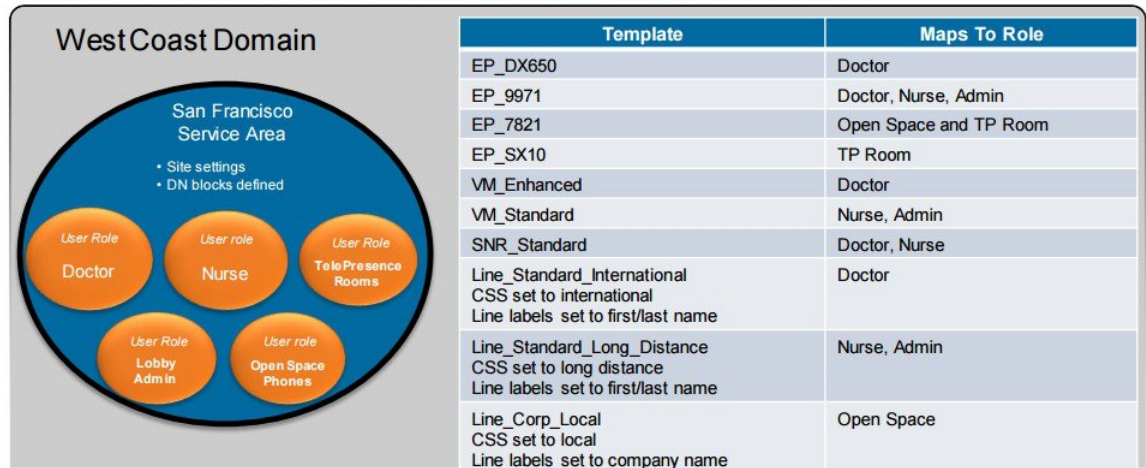 WestCoast Domain
San Francisco
Service Area
• Site settings
• DN blocks defined
User Role
Doctor
User role
Nurse
User Role
TelePresence
Rooms
User Role
Lobby
Admin
User role
Open Space
Phones
Template Maps To Role
EP_DX650 Doctor
EP_9971 Doctor, Nurse, Admin
EP_7821 Open Space and TP Room
EP_SX10 TP Room
VM_Enhanced Doctor
VM_Standard Nurse, Admin
SNR_Standard Doctor, Nurse
Line_Standard_International Doctor
CSS set to international
Line labels set to first/last name
Line_Standard_Long_Distance Nurse, Admin
CSS set to long distance
Line labels set to first/last name
Line_Corp_Local Open Space
CSS set to local
Line labels set to company name